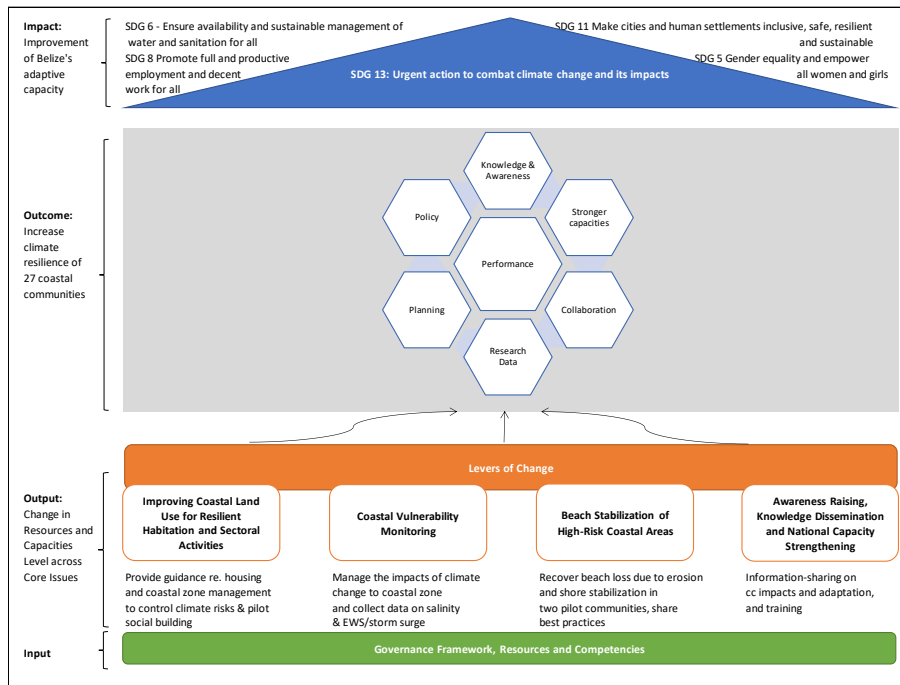 Impact:
Improvement
of Belize's
adaptive
capacity
SDG 6 - Ensure availability and sustainable management of
water and sanitation for all
SDG 8 Promote full and productive
employment and decent
work for all
SDG 11 Make cities and human settlements inclusive, safe, resilient
and sustainable
SDG 5 Gender equality and empower
all women and girls
SDG 13: Urgent action to combat climate change and its impacts
Outcome:
Increase
climate
resilience of
27 coastal
communities
Knowledge &
Awareness
Policy
Stronger
capacities
Performance
Planning
Collaboration
Research
Data
Levers of Change
Output:
Change in
Resources and
Capacities
Level across
Core Issues
Improving Coastal Land
Use for Resilient
Habitation and Sectoral
Activities
Provide guidance re. housing
and coastal zone management
to control climate risks & pilot
social building
Coastal Vulnerability
Monitoring
Manage the impacts of climate
change to coastal zone
and collect data on salinity
& EWS/storm surge
Beach Stabilization of
High-Risk Coastal Areas
Recover beach loss due to erosion
and shore stabilization in
two pilot communities, share
best practices
Awareness Raising,
Knowledge Dissemination
and National Capacity
Strengthening
Information-sharing on
cc impacts and adaptation,
and training
Input
Governance Framework, Resources and Competencies